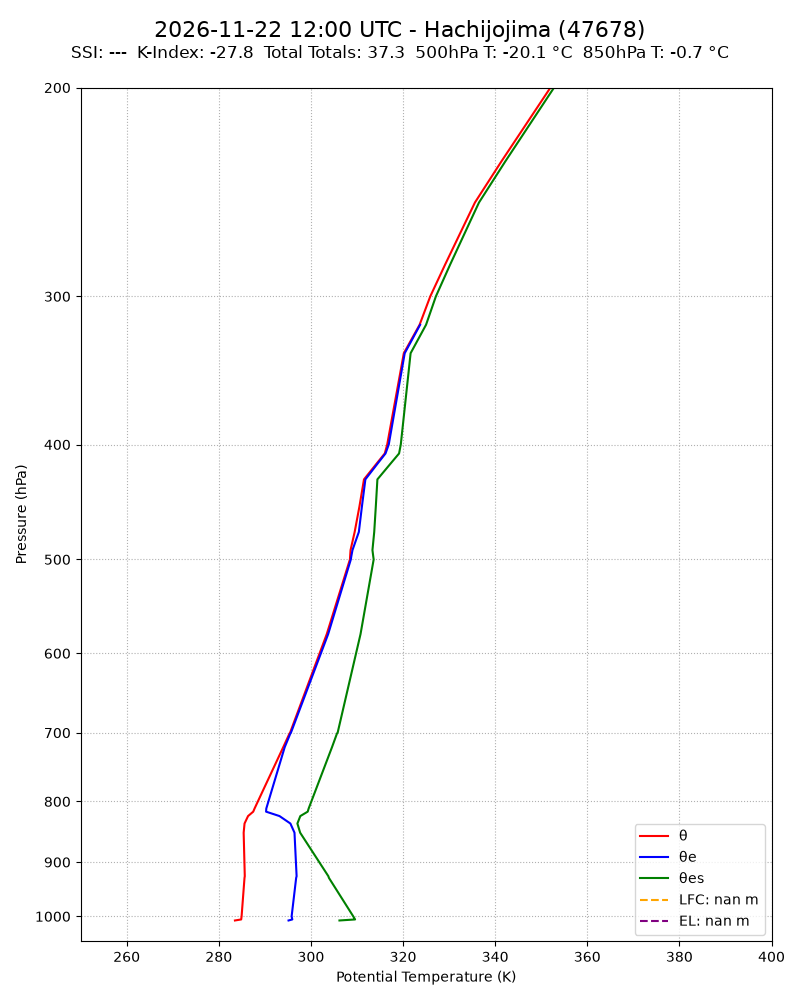 2026-11-22 12:00 UTC - Hachijojima (47678)
SSI: ---  K-Index: -27.8  Total Totals: 37.3  500hPa T: -20.1 °C  850hPa T: -0.7 °C
200
300
400
500
600
700
800
900
1000
Pressure (hPa)
θ
θe
θes
LFC: nan m
EL: nan m
260 280 300 320 340 360 380 400
Potential Temperature (K)